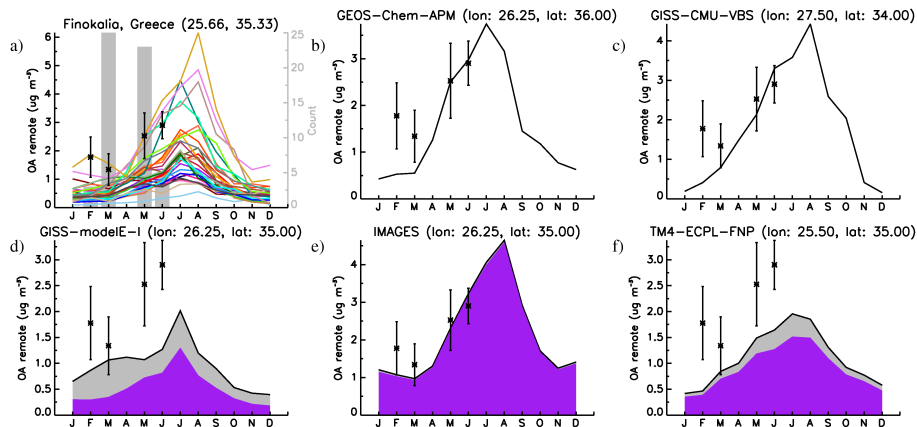 a)
Finokalia, Greece (25.66, 35.33)
OA remote (ug m⁻³)
6
5
4
3
2
1
0
25
20
15
10
5
0
Count
J F M A M J J A S O N D
b)
GEOS-Chem-APM (lon: 26.25, lat: 36.00)
OA remote (ug m⁻³)
3
2
1
0
J F M A M J J A S O N D
c)
GISS-CMU-VBS (lon: 27.50, lat: 34.00)
OA remote (ug m⁻³)
4
3
2
1
0
J F M A M J J A S O N D
d)
GISS-modelE-I (lon: 26.25, lat: 35.00)
OA remote (ug m⁻³)
3.0
2.5
2.0
1.5
1.0
0.5
0.0
J F M A M J J A S O N D
e)
IMAGES (lon: 26.25, lat: 35.00)
OA remote (ug m⁻³)
4
3
2
1
0
J F M A M J J A S O N D
f)
TM4-ECPL-FNP (lon: 25.50, lat: 35.00)
OA remote (ug m⁻³)
3.0
2.5
2.0
1.5
1.0
0.5
0.0
J F M A M J J A S O N D